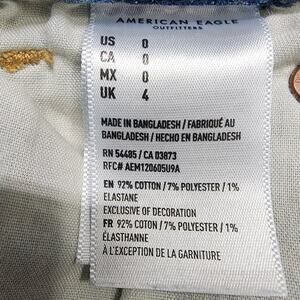 AMERICAN EAGLE
OUTFITTERS
US 0
CA 0
MX 0
UK 4
MADE IN BANGLADESH / FABRIQUÉ AU
BANGLADESH / HECHO EN BANGLADESH
RN 54485 / CA 03873
RFC# AEM120605U9A
EN 92% COTTON / 7% POLYESTER / 1%
ELASTANE
EXCLUSIVE OF DECORATION
FR 92% COTON / 7% POLYESTER / 1%
ÉLASTHANNE
À L'EXCEPTION DE LA GARNITURE